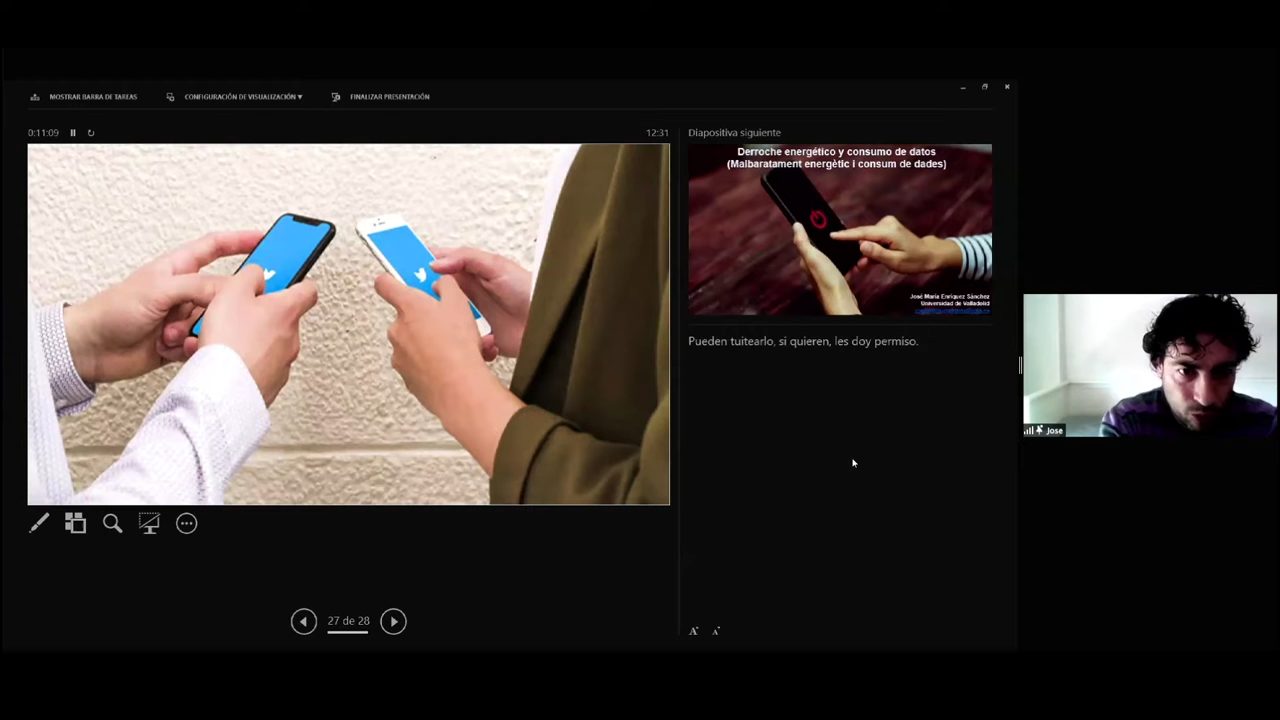 MOSTRAR BARRA DE TAREAS
CONFIGURACIÓN DE VISUALIZACIÓN ▾
FINALIZAR PRESENTACIÓN
0:11:09
12:31
Diapositiva siguiente
Derroche energético y consumo de datos
(Malbaratament energètic i consum de dades)
José María Enríquez Sánchez
Universidad de Valladolid
Pueden tuitearlo, si quieren, les doy permiso.
Jose
27 de 28
A A